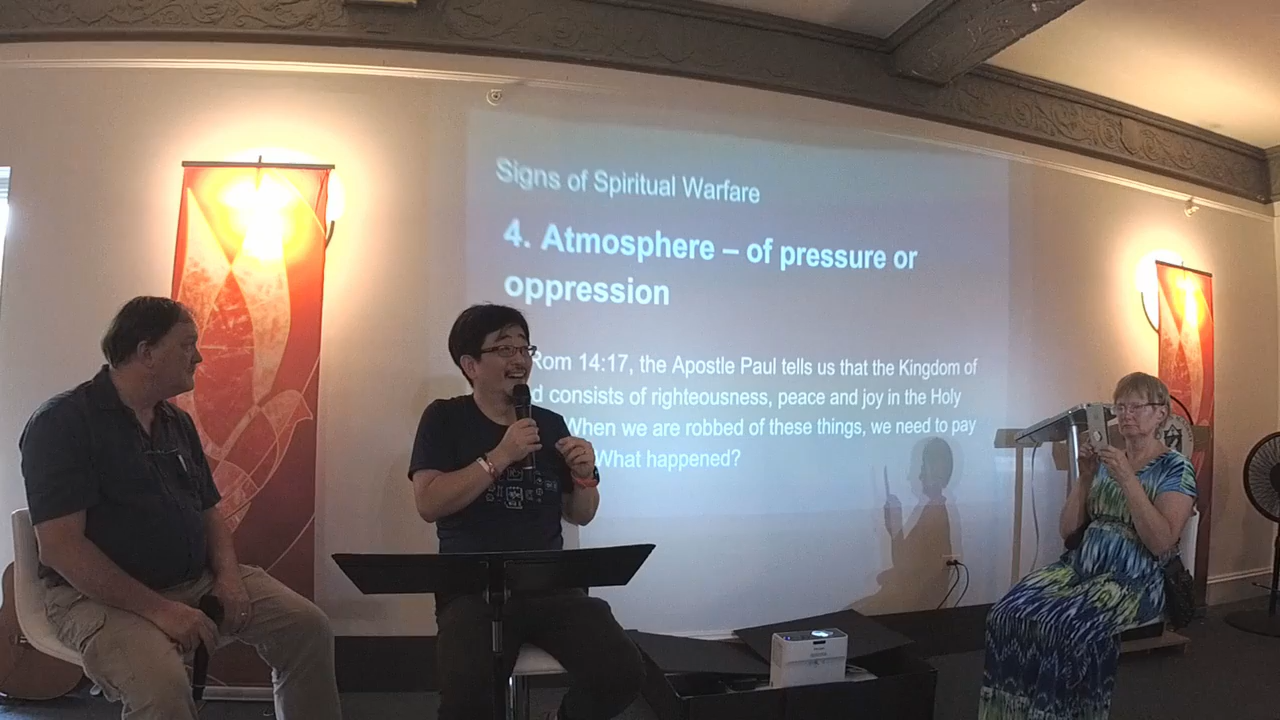 Signs of Spiritual Warfare
4. Atmosphere – of pressure or
oppression
Rom 14:17, the Apostle Paul tells us that the Kingdom of
consists of righteousness, peace and joy in the Holy
When we are robbed of these things, we need to pay
What happened?